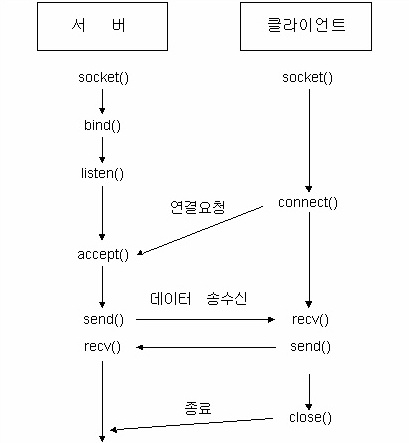 서 버
클라이언트
socket()
socket()
bind()
listen()
연결요청
connect()
accept()
데이터 송수신
send()
recv()
recv()
send()
종료
close()